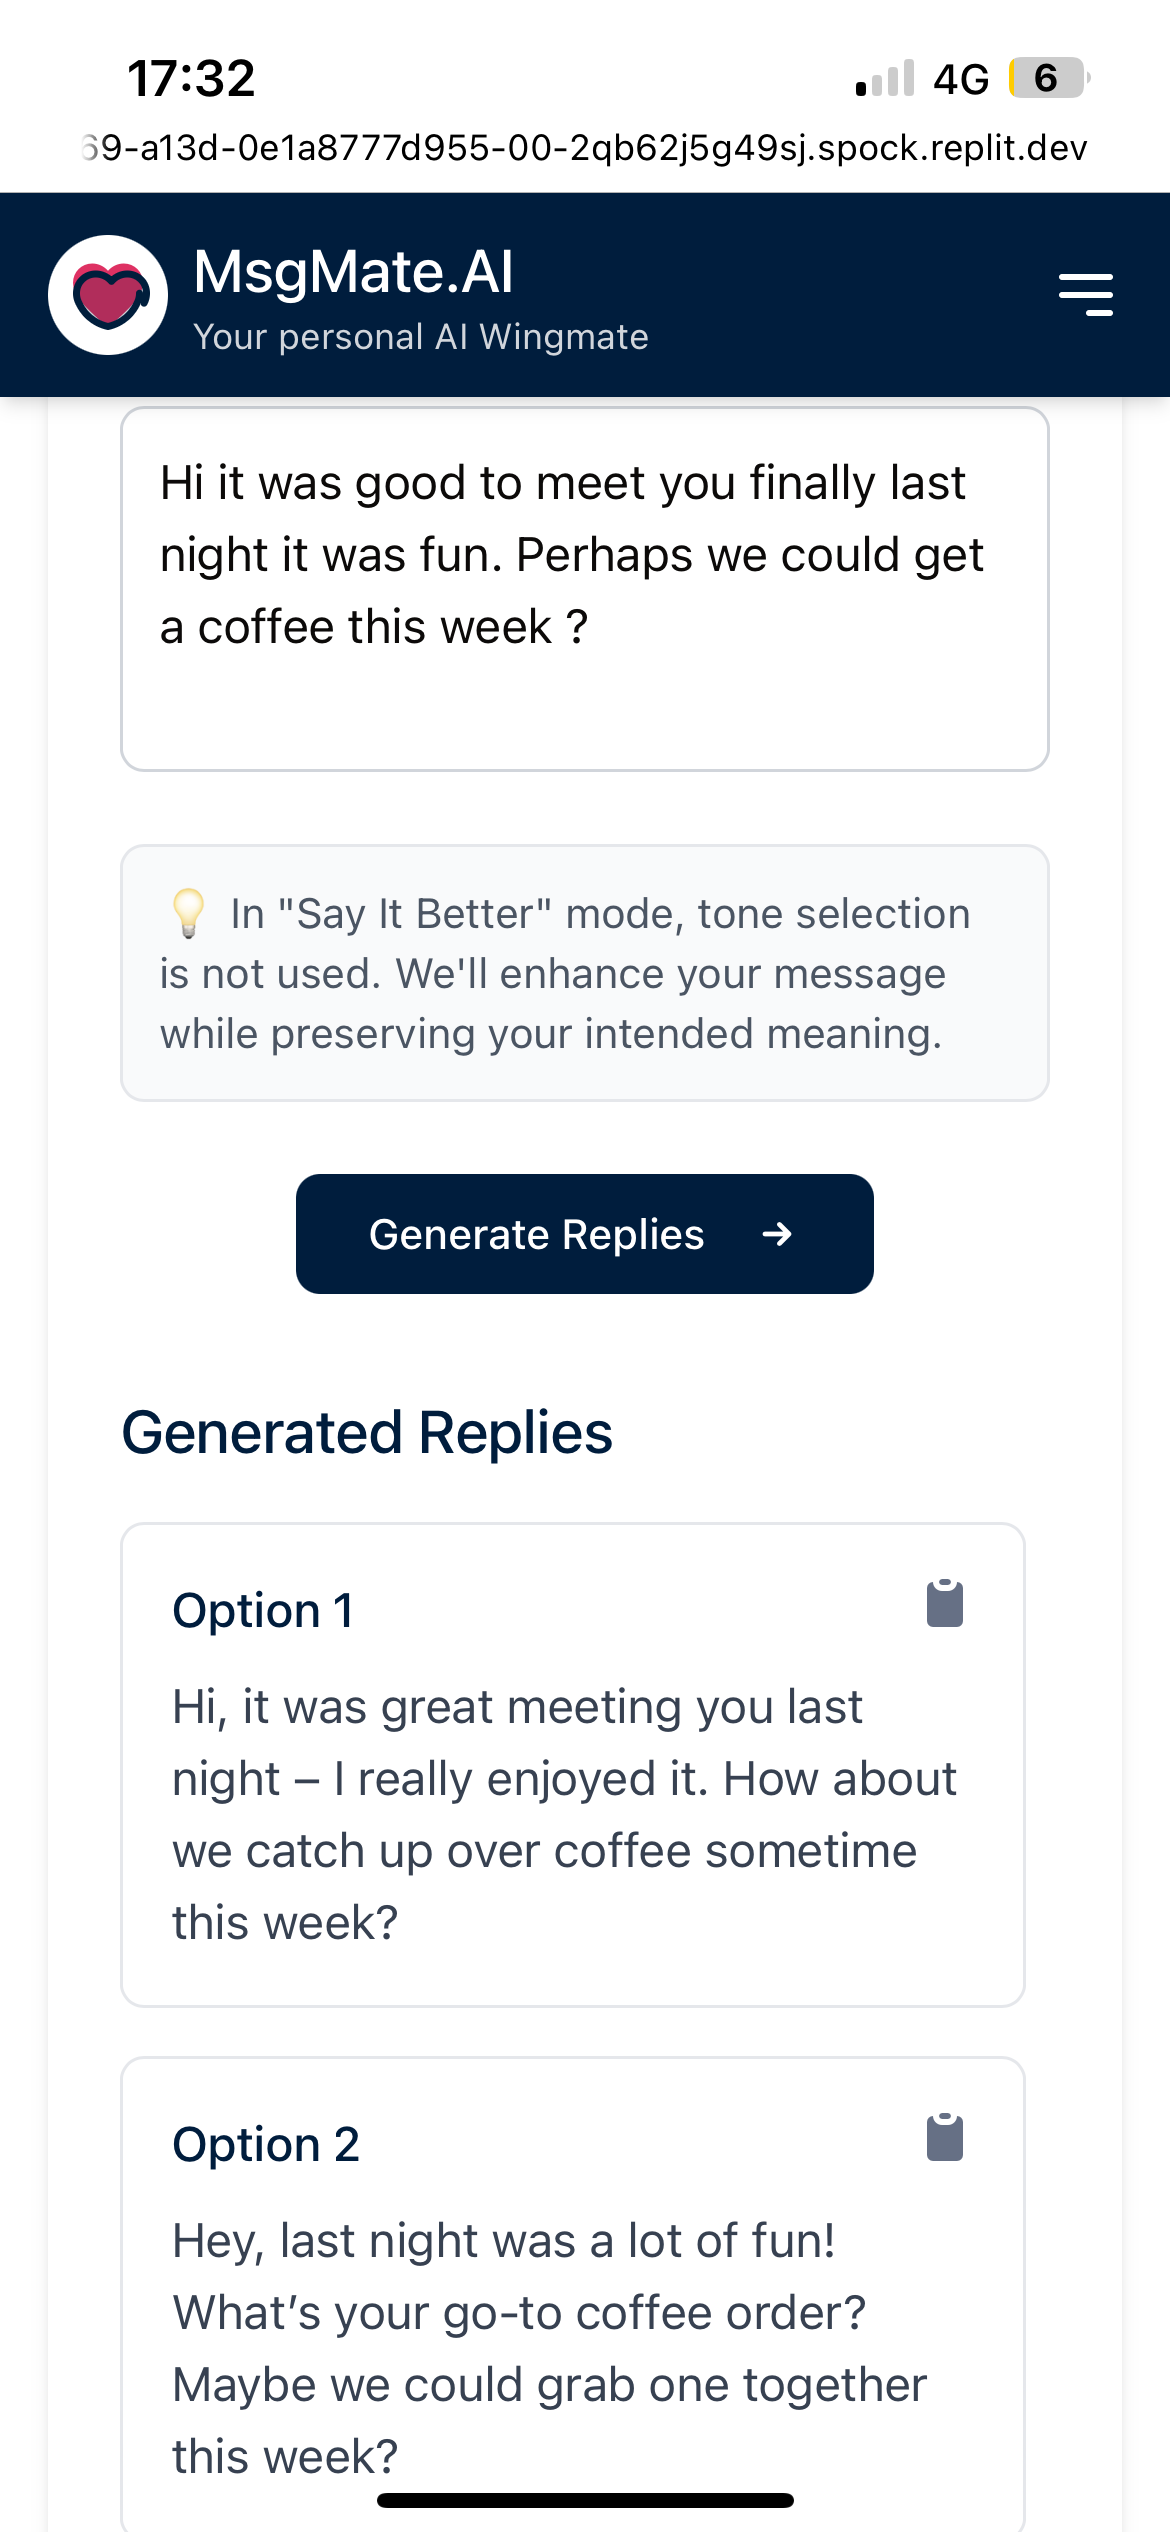 17:32 4G 6
69-a13d-0e1a8777d955-00-2qb62j5g49sj.spock.replit.dev
MsgMate.AI
Your personal AI Wingmate
Hi it was good to meet you finally last
night it was fun. Perhaps we could get
a coffee this week ?
In "Say It Better" mode, tone selection
is not used. We'll enhance your message
while preserving your intended meaning.
Generate Replies →
Generated Replies
Option 1
Hi, it was great meeting you last
night – I really enjoyed it. How about
we catch up over coffee sometime
this week?
Option 2
Hey, last night was a lot of fun!
What’s your go-to coffee order?
Maybe we could grab one together
this week?